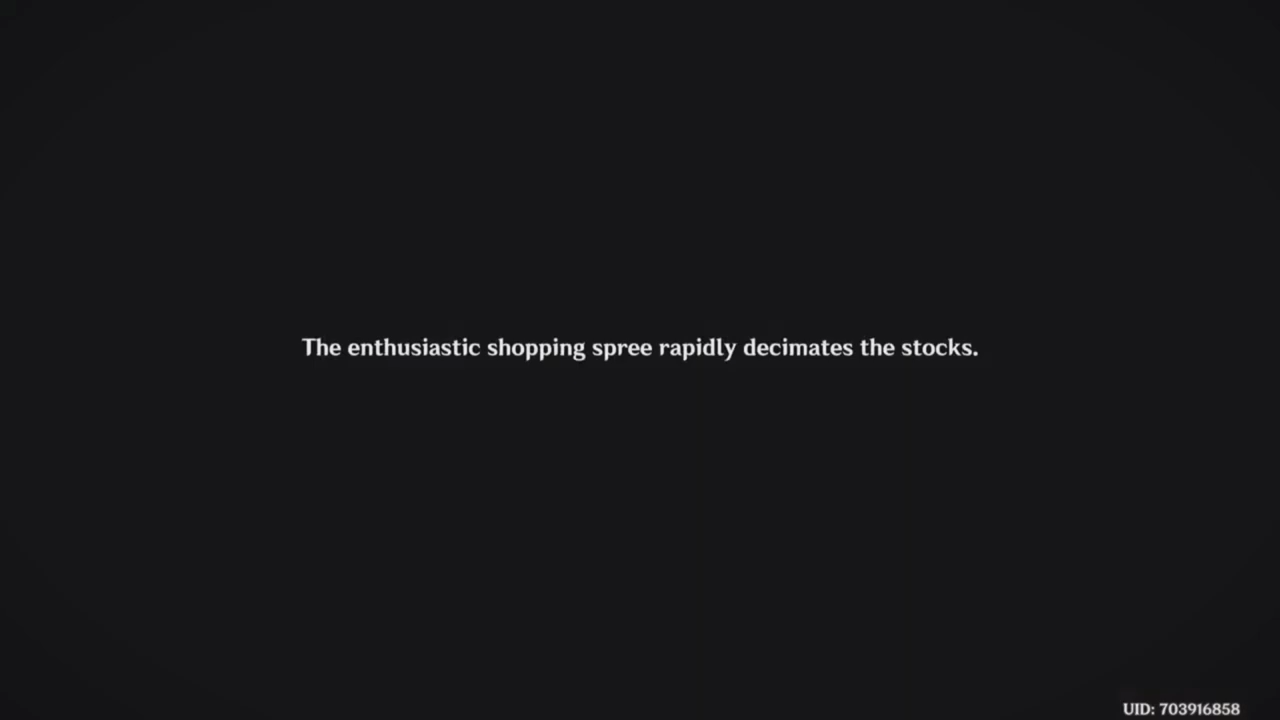 The enthusiastic shopping spree rapidly decimates the stocks.
UID: 703916858